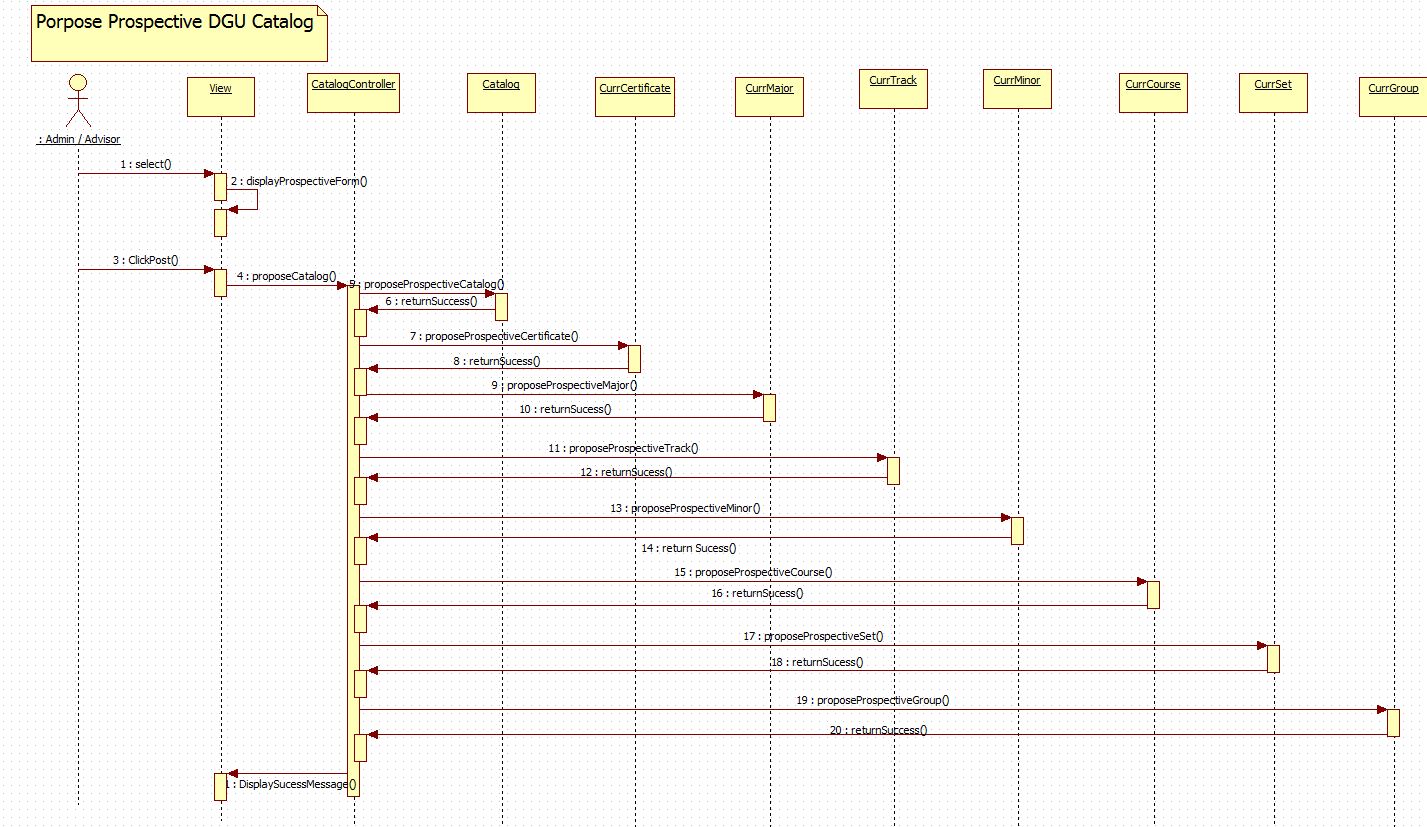 Porpose Prospective DGU Catalog
View
CatalogController
Catalog
CurrCertificate
CurrMajor
CurrTrack
CurrMinor
CurrCourse
CurrSet
CurrGroup
: Admin / Advisor
1 : select()
2 : displayProspectiveForm()
3 : ClickPost()
4 : proposeCatalog()
5 : proposeProspectiveCatalog()
6 : returnSuccess()
7 : proposeProspectiveCertificate()
8 : returnSucess()
9 : proposeProspectiveMajor()
10 : returnSucess()
11 : proposeProspectiveTrack()
12 : returnSucess()
13 : proposeProspectiveMinor()
14 : return Sucess()
15 : proposeProspectiveCourse()
16 : returnSucess()
17 : proposeProspectiveSet()
18 : returnSucess()
19 : proposeProspectiveGroup()
20 : returnSuccess()
1 : DisplaySucessMessage()